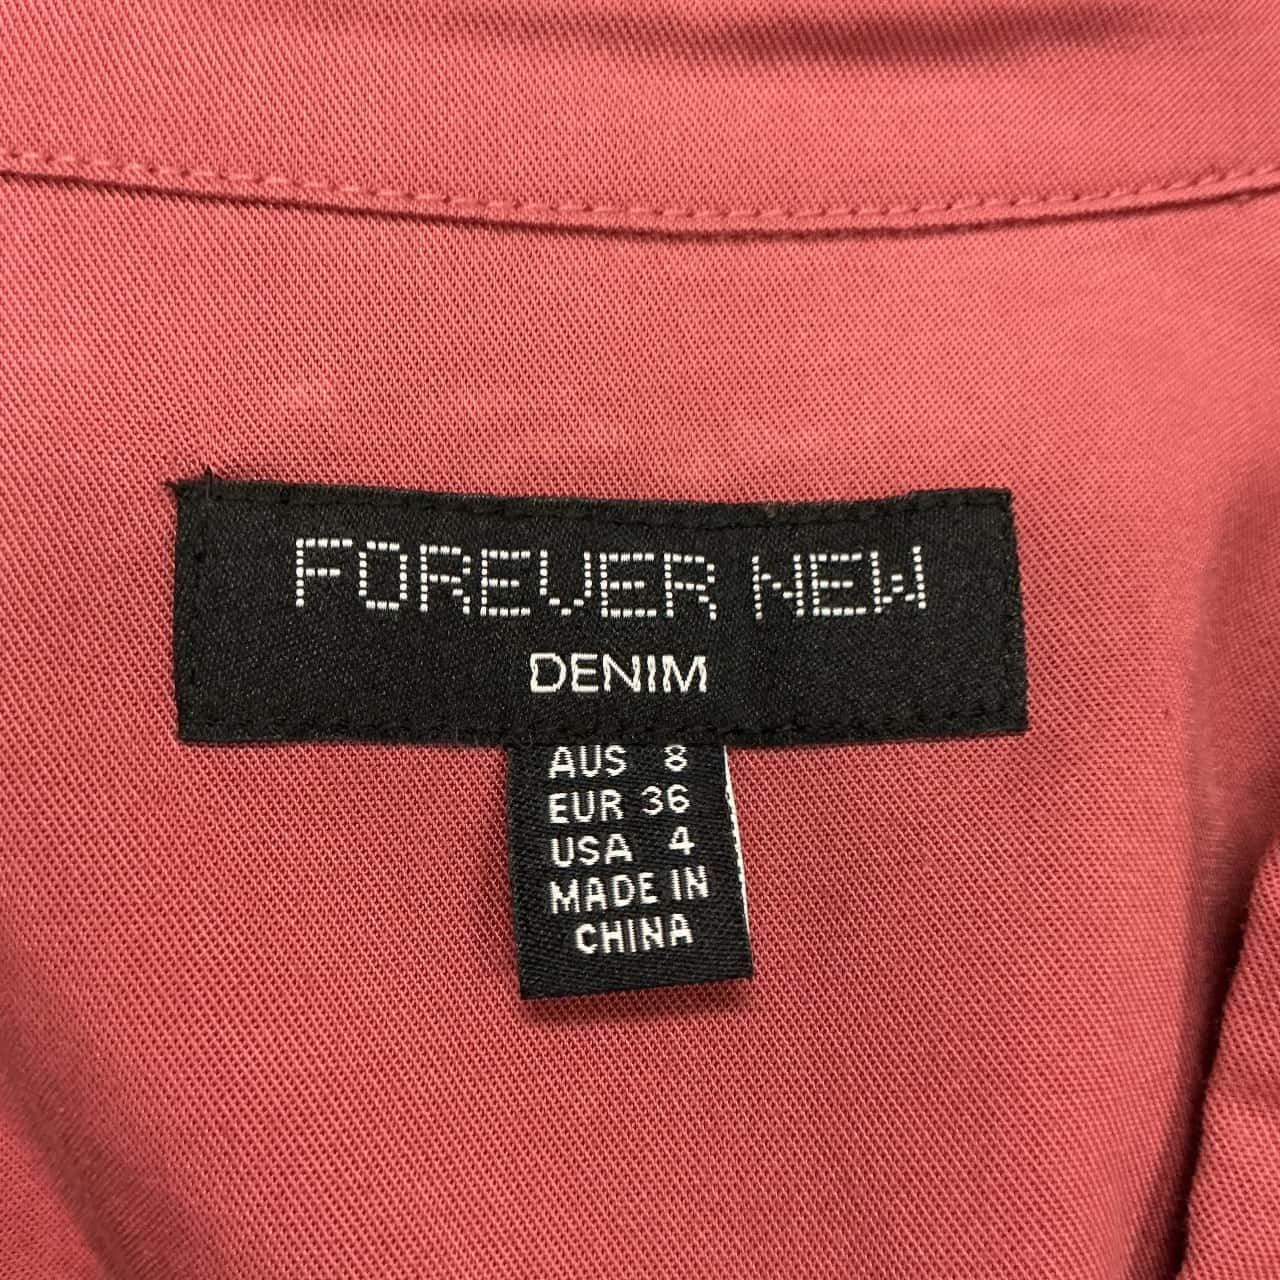 FOREVER NEW
DENIM
AUS 8
EUR 36
USA 4
MADE IN
CHINA